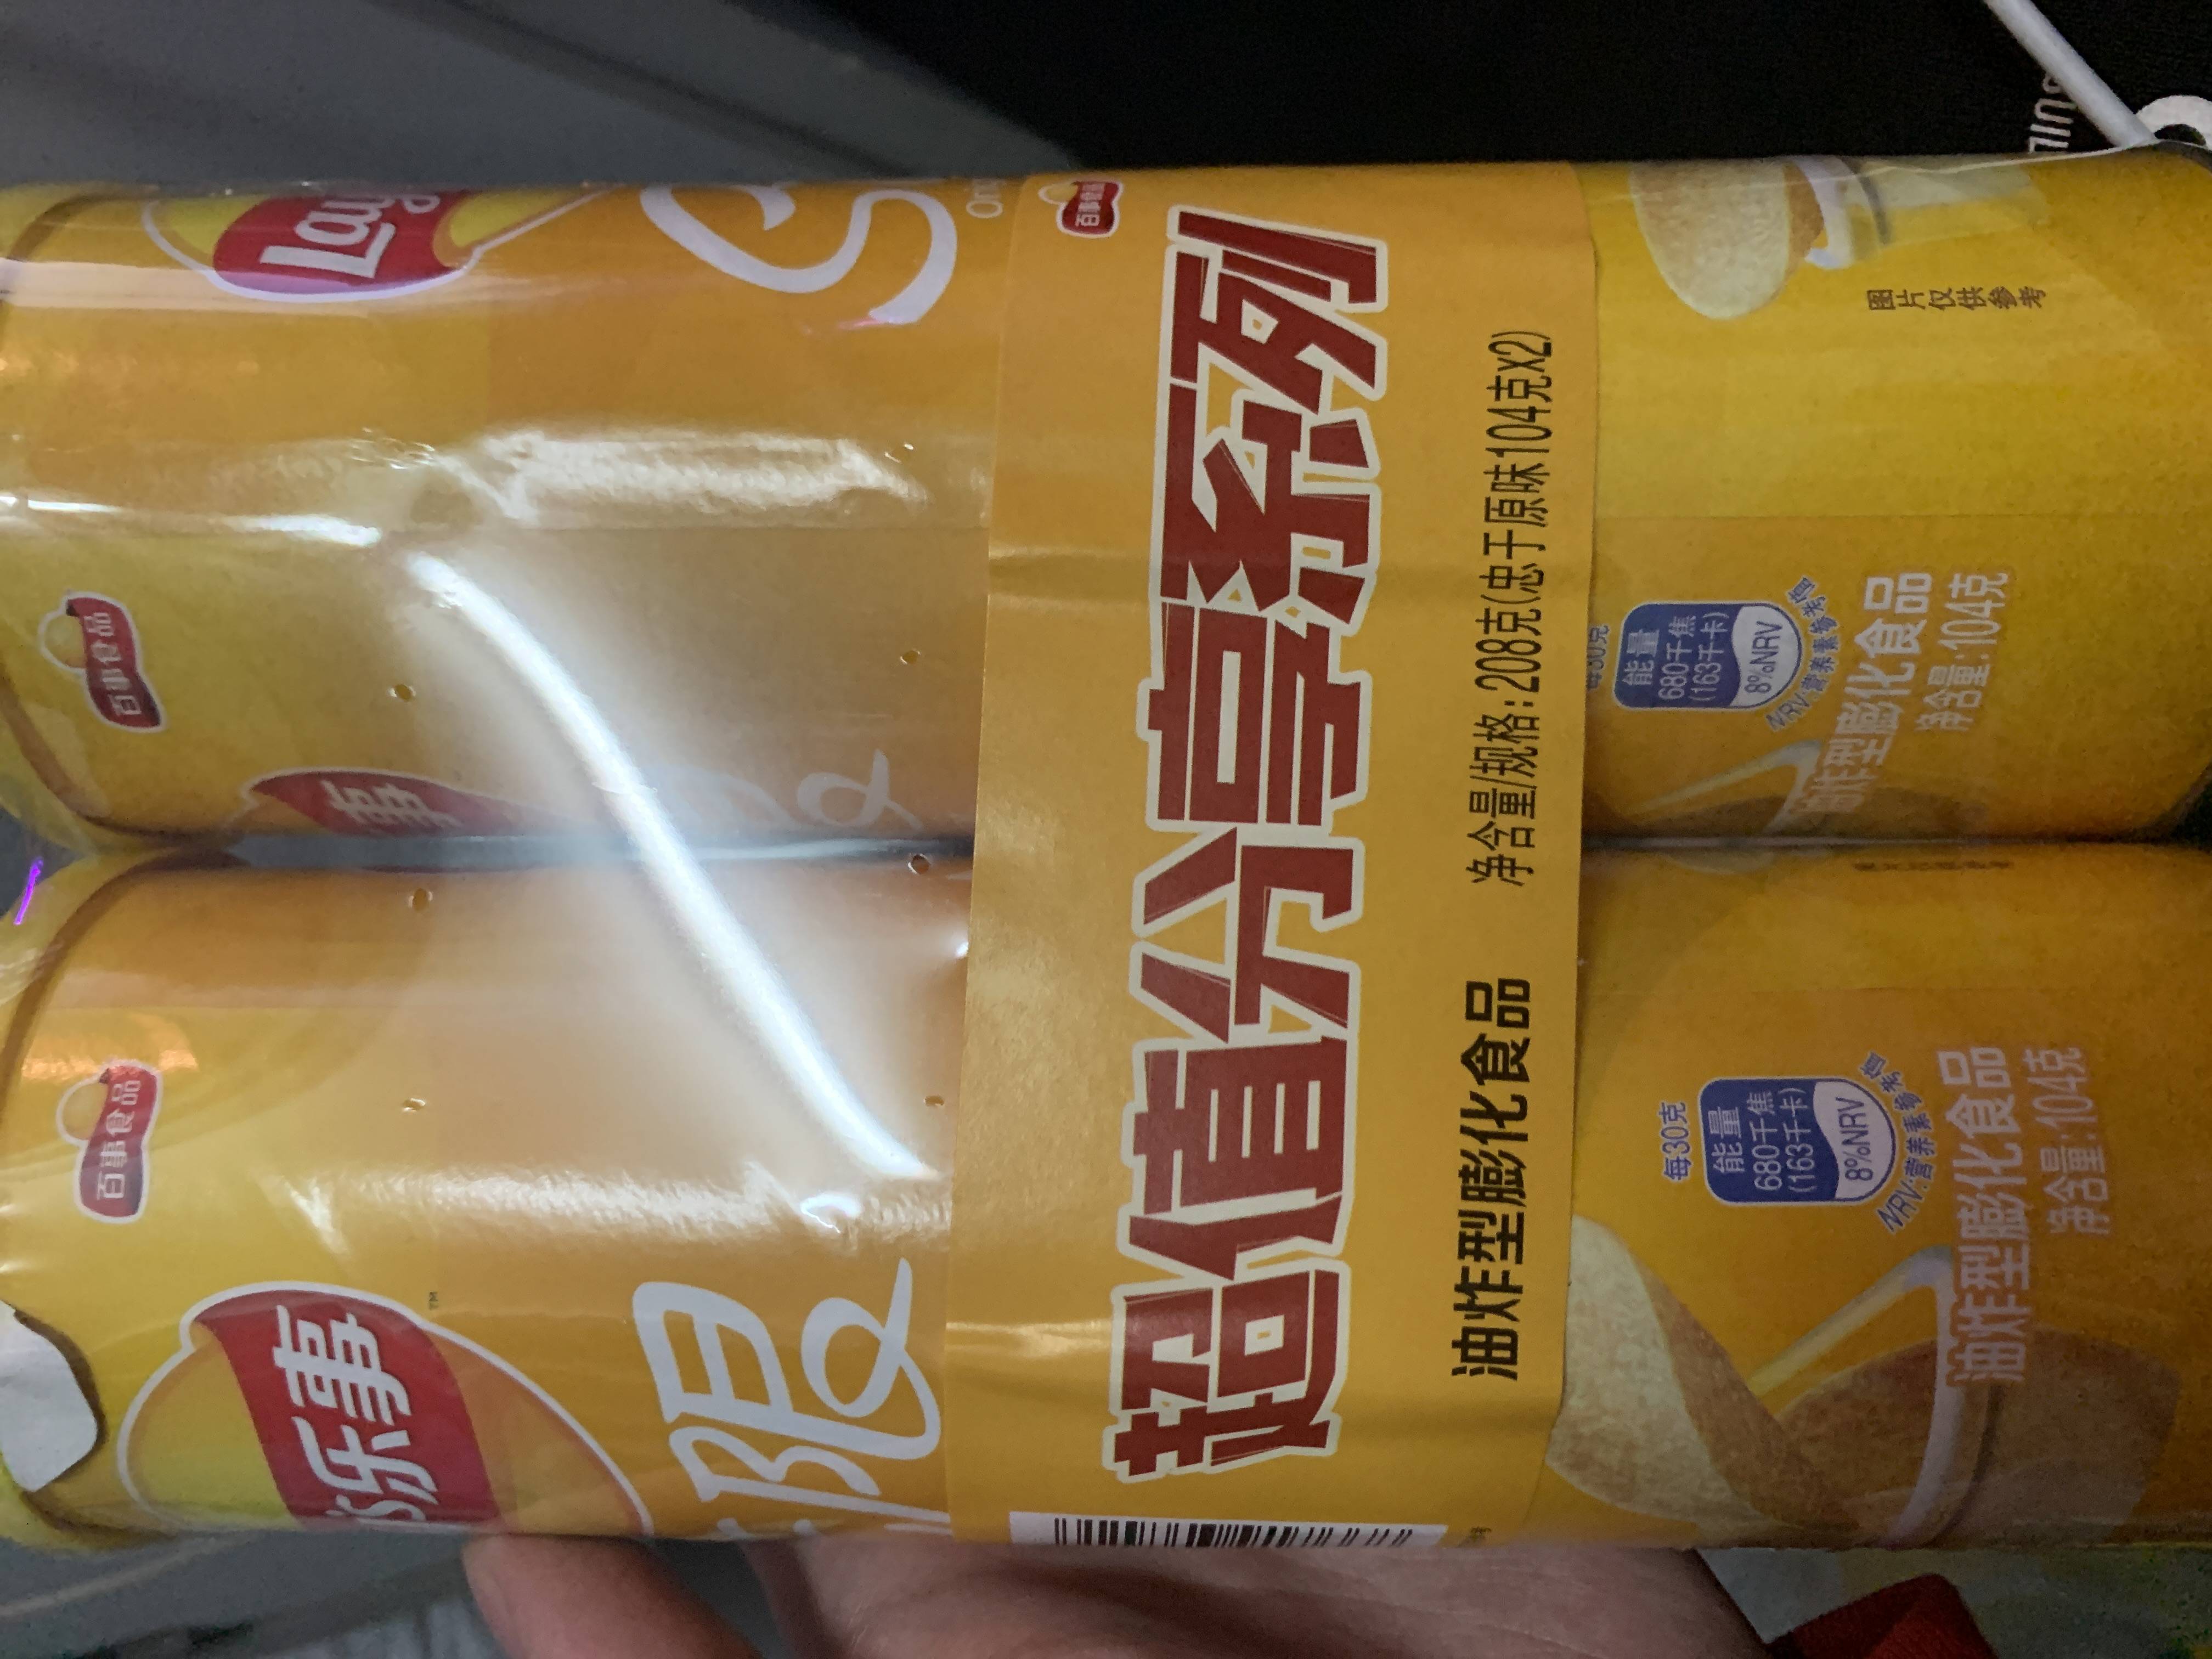 百事食品
超值分享系列
油炸型膨化食品 净含量/规格:208克(忠于原味104克X2)
百事食品
乐事
TM
限
每30克
能量
680千焦
(163千卡)
8%NRV
NRV:营养素参考值
油炸型膨化食品
净含量:104克
百事食品
事
Lay
每30克
能量
680千焦
(163千卡)
8%NRV
NRV:营养素参考值
油炸型膨化食品
净含量:104克
图片仅供参考